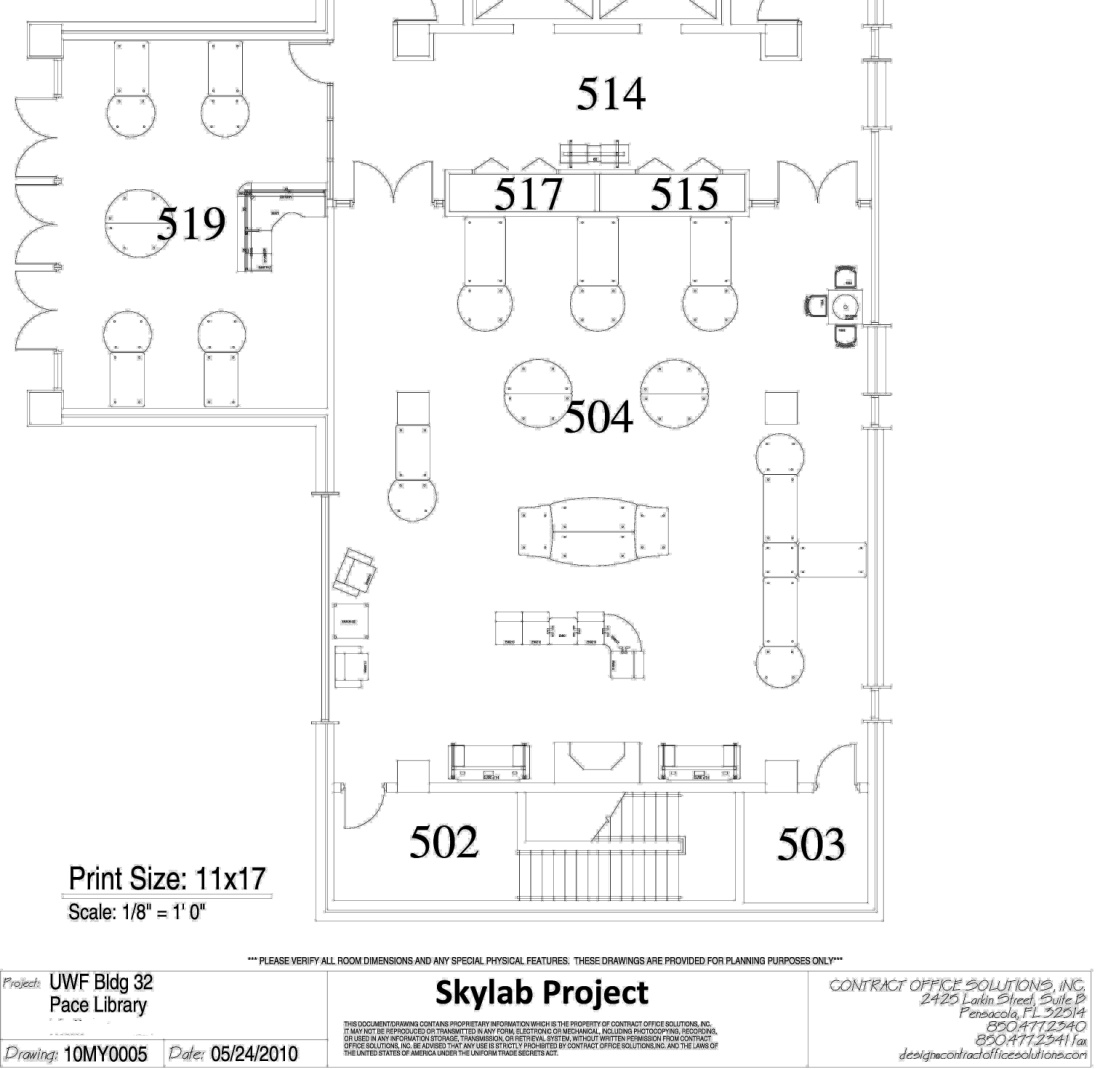 514
517
515
519
504
502
503
Print Size: 11x17
Scale: 1/8" = 1' 0"
*** PLEASE VERIFY ALL ROOM DIMENSIONS AND ANY SPECIAL PHYSICAL FEATURES. THESE DRAWINGS ARE PROVIDED FOR PLANNING PURPOSES ONLY***
Project: UWF Bldg 32
Pace Library
Drawing: 10MY0005 Date: 05/24/2010
Skylab Project
THIS DOCUMENT/DRAWING CONTAINS PROPRIETARY INFORMATION WHICH IS THE PROPERTY OF CONTRACT OFFICE SOLUTIONS, INC.
IT MAY NOT BE REPRODUCED OR TRANSMITTED IN ANY FORM, ELECTRONIC OR MECHANICAL, INCLUDING PHOTOCOPYING, RECORDING,
OR USED IN ANY INFORMATION STORAGE, TRANSMISSION, OR RETRIEVAL SYSTEM, WITHOUT WRITTEN PERMISSION FROM CONTRACT
OFFICE SOLUTIONS, INC. BE ADVISED THAT ANY USE IS STRICTLY PROHIBITED BY CONTRACT OFFICE SOLUTIONS,INC. AND THE LAWS OF
THE UNITED STATES OF AMERICA UNDER THE UNIFORM TRADE SECRETS ACT.
CONTRACT OFFICE SOLUTIONS, INC.
2425 Larkin Street, Suite B
Pensacola, FL 32514
850.477.2340
850.477.2341 fax
design@contractofficesolutions.com